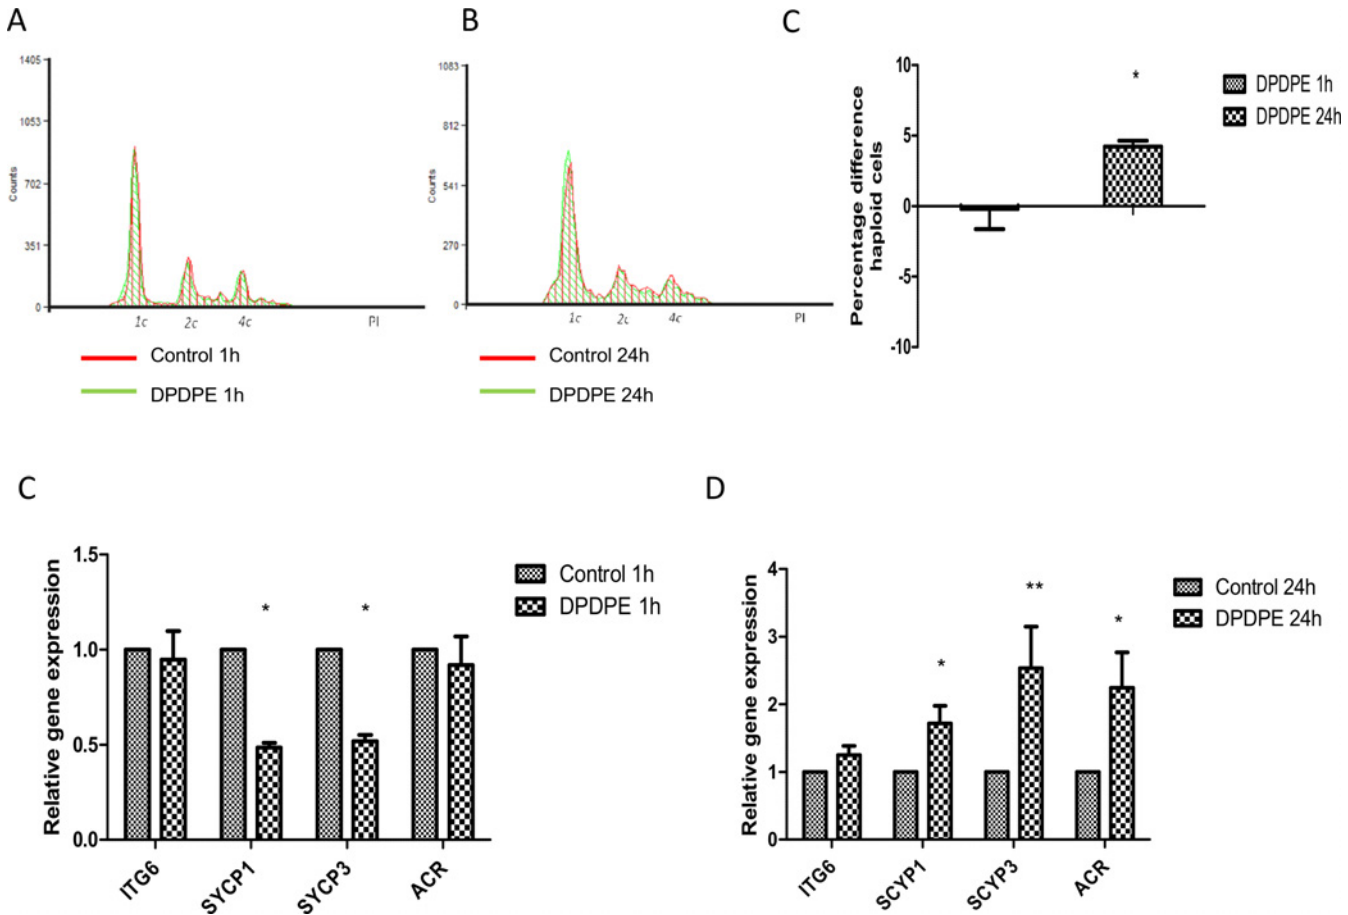 A
1405
1053
702
351
0
Counts
1c 2c 4c PI
Control 1h
DPDPE 1h
B
1083
812
541
270
0
Counts
1c 2c 4c PI
Control 24h
DPDPE 24h
C
10
5
0
-5
-10
Percentage difference
haploid cels
*
DPDPE 1h
DPDPE 24h
C
1.5
1.0
0.5
0.0
Relative gene expression
* *
ITG6 SYCP1 SYCP3 ACR
Control 1h
DPDPE 1h
D
4
3
2
1
0
Relative gene expression
* ** *
ITG6 SCYP1 SCYP3 ACR
Control 24h
DPDPE 24h